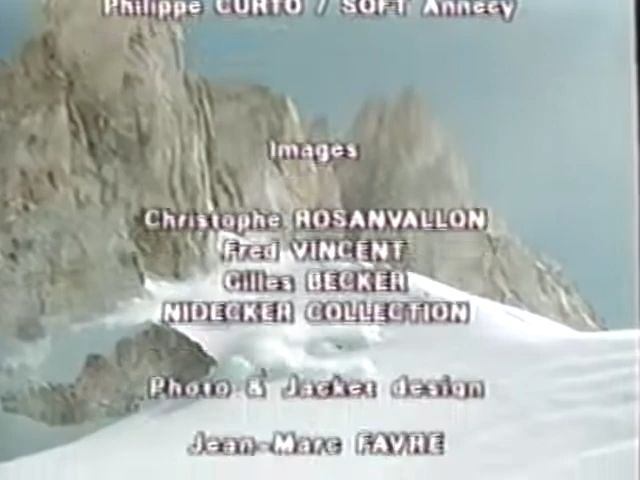 Philippe CURTO / SOFT Annecy
Images
Christophe ROSANVALLON
Fred VINCENT
Gilles BECKER
NIDECKER COLLECTION
Photo & Jacket design
Jean-Marc FAVRE